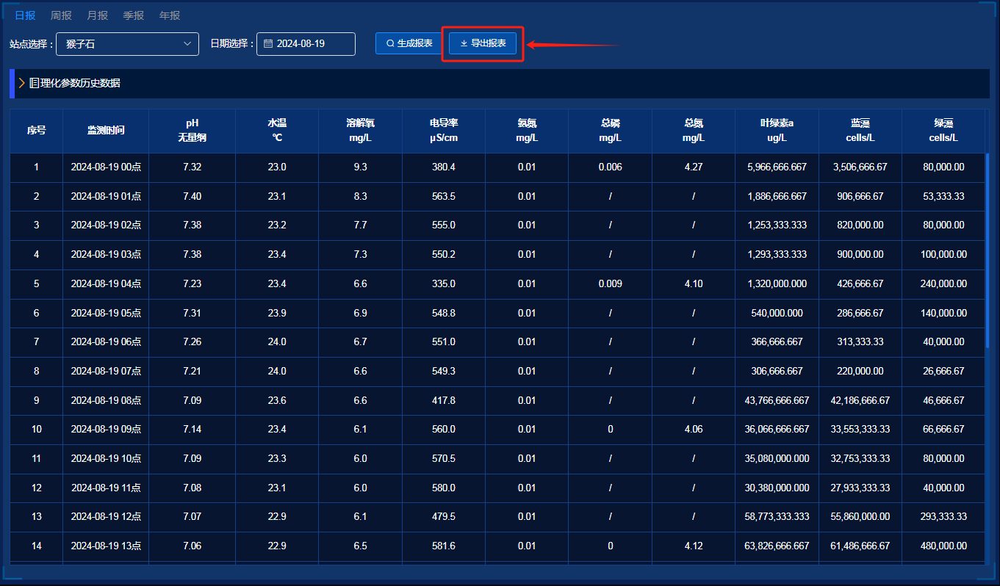 日报 周报 月报 季报 年报
站点选择： 猴子石 日期选择： 2024-08-19 生成报表 导出报表
理化参数历史数据
序号 监测时间 pH 无量纲 水温 ℃ 溶解氧 mg/L 电导率 μS/cm 氨氮 mg/L 总磷 mg/L 总氮 mg/L 叶绿素a ug/L 蓝藻 cells/L 绿藻 cells/L
1 2024-08-19 00点 7.32 23.0 9.3 380.4 0.01 0.006 4.27 5,966,666.667 3,506,666.67 80,000.00
2 2024-08-19 01点 7.40 23.1 8.3 563.5 0.01 / / 1,886,666.667 906,666.67 53,333.33
3 2024-08-19 02点 7.38 23.2 7.7 555.0 0.01 / / 1,253,333.333 820,000.00 80,000.00
4 2024-08-19 03点 7.38 23.4 7.3 550.2 0.01 / / 1,293,333.333 900,000.00 100,000.00
5 2024-08-19 04点 7.23 23.4 6.6 335.0 0.01 0.009 4.10 1,320,000.000 426,666.67 240,000.00
6 2024-08-19 05点 7.31 23.9 6.9 548.8 0.01 / / 540,000.000 286,666.67 140,000.00
7 2024-08-19 06点 7.26 24.0 6.7 551.0 0.01 / / 366,666.667 313,333.33 40,000.00
8 2024-08-19 07点 7.21 24.0 6.6 549.3 0.01 / / 306,666.667 220,000.00 26,666.67
9 2024-08-19 08点 7.09 23.6 6.6 417.8 0.01 / / 43,766,666.667 42,186,666.67 46,666.67
10 2024-08-19 09点 7.14 23.4 6.1 560.0 0.01 0 4.06 36,066,666.667 33,553,333.33 66,666.67
11 2024-08-19 10点 7.09 23.3 6.0 570.5 0.01 / / 35,080,000.000 32,753,333.33 80,000.00
12 2024-08-19 11点 7.08 23.1 6.0 580.0 0.01 / / 30,380,000.000 27,933,333.33 40,000.00
13 2024-08-19 12点 7.07 22.9 6.1 479.5 0.01 / / 58,773,333.333 55,860,000.00 293,333.33
14 2024-08-19 13点 7.06 22.9 6.5 581.6 0.01 0 4.12 63,826,666.667 61,486,666.67 480,000.00